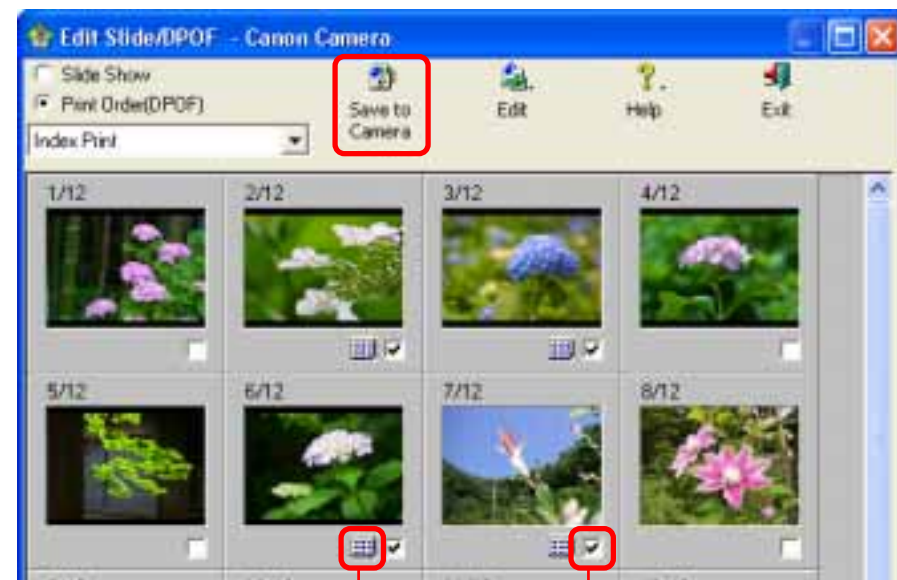 Edit Slide/DPOF - Canon Camera
Slide Show
Print Order(DPOF)
Index Print
Save to
Camera
Edit
Help
Exit
1/12
2/12
3/12
4/12
5/12
6/12
7/12
8/12